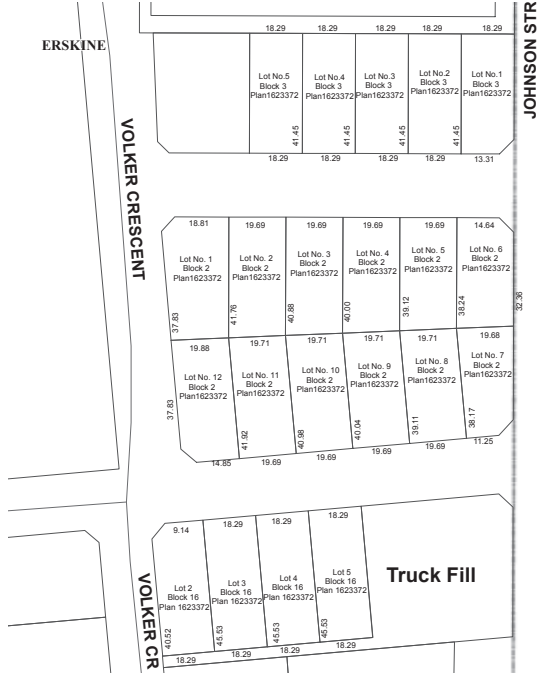 18.29 18.29 18.29 18.29
JOHNSON STR
ERSKINE
Lot No.5
Block 3
Plan1623372
Lot No.4
Block 3
Plan1623372
Lot No.3
Block 3
Plan1623372
Lot No.2
Block 3
Plan1623372
Lot No.1
Block 3
Plan1623372
41.45 41.45 41.45 41.45
18.29 18.29 18.29 18.29 13.31
VOLKER CRESCENT
18.81 19.69 19.69 19.69 19.69 14.64
Lot No. 1
Block 2
Plan1623372
Lot No. 2
Block 2
Plan1623372
Lot No. 3
Block 2
Plan1623372
Lot No. 4
Block 2
Plan1623372
Lot No. 5
Block 2
Plan1623372
Lot No. 6
Block 2
Plan1623372
37.83 41.76 40.88 40.00 39.12 38.24 32.36
19.88 19.71 19.71 19.71 19.71 19.68
Lot No. 12
Block 2
Plan1623372
Lot No. 11
Block 2
Plan1623372
Lot No. 10
Block 2
Plan1623372
Lot No. 9
Block 2
Plan1623372
Lot No. 8
Block 2
Plan1623372
Lot No. 7
Block 2
Plan1623372
37.83 41.92 40.98 40.04 39.11 38.17
14.85 19.69 19.69 19.69 19.69 11.25
9.14 18.29 18.29 18.29
Lot 2
Block 16
Plan 1623372
Lot 3
Block 16
Plan 1623372
Lot 4
Block 16
Plan 1623372
Lot 5
Block 16
Plan 1623372
Truck Fill
VOLKER CR
40.52 45.53 45.53 45.53
18.29 18.29 18.29 18.29